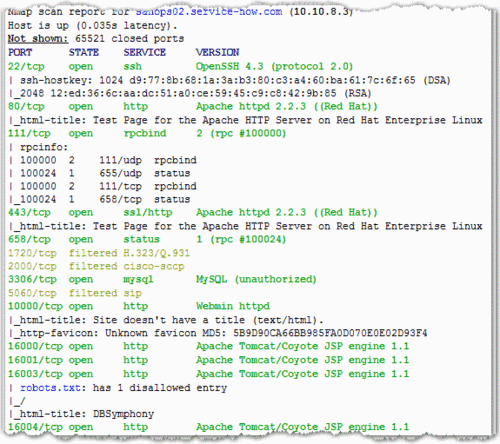 Nmap scan report for sanops02.service-now.com (10.10.8.3)
Host is up (0.035s latency).
Not shown: 65521 closed ports
PORT STATE SERVICE VERSION
22/tcp open ssh OpenSSH 4.3 (protocol 2.0)
| ssh-hostkey: 1024 d9:77:8b:68:1a:3a:b3:80:c3:a4:60:ba:61:7c:6f:65 (DSA)
|_2048 12:ed:36:6c:aa:dc:51:a0:ce:59:45:c9:c8:42:9b:85 (RSA)
80/tcp open http Apache httpd 2.2.3 ((Red Hat))
|_html-title: Test Page for the Apache HTTP Server on Red Hat Enterprise Linux
111/tcp open rpcbind 2 (rpc #100000)
| rpcinfo:
| 100000 2 111/udp rpcbind
| 100024 1 655/udp status
| 100000 2 111/tcp rpcbind
|_100024 1 658/tcp status
443/tcp open ssl/http Apache httpd 2.2.3 ((Red Hat))
|_html-title: Test Page for the Apache HTTP Server on Red Hat Enterprise Linux
658/tcp open status 1 (rpc #100024)
1720/tcp filtered H.323/Q.931
2000/tcp filtered cisco-sccp
3306/tcp open mysql MySQL (unauthorized)
5060/tcp filtered sip
10000/tcp open http Webmin httpd
|_html-title: Site doesn't have a title (text/html).
|_http-favicon: Unknown favicon MD5: 5B9D90CA66BB985FA0D070E0E02D93F4
16000/tcp open http Apache Tomcat/Coyote JSP engine 1.1
16001/tcp open http Apache Tomcat/Coyote JSP engine 1.1
16003/tcp open http Apache Tomcat/Coyote JSP engine 1.1
| robots.txt: has 1 disallowed entry
|_/
|_html-title: DBSymphony
16004/tcp open http Apache Tomcat/Coyote JSP engine 1.1